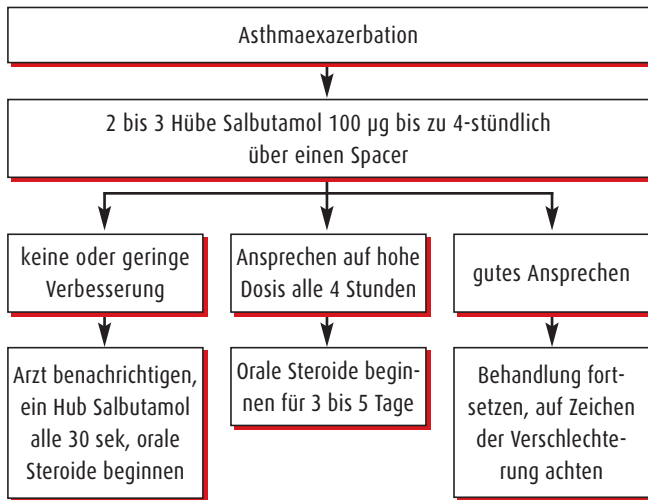 Asthmaexazerbation
2 bis 3 Hübe Salbutamol 100 µg bis zu 4-stündlich
über einen Spacer
keine oder geringe
Verbesserung
Ansprechen auf hohe
Dosis alle 4 Stunden
gutes Ansprechen
Arzt benachrichtigen,
ein Hub Salbutamol
alle 30 sek, orale
Steroide beginnen
Orale Steroide begin-
nen für 3 bis 5 Tage
Behandlung fort-
setzen, auf Zeichen
der Verschlechte-
rung achten